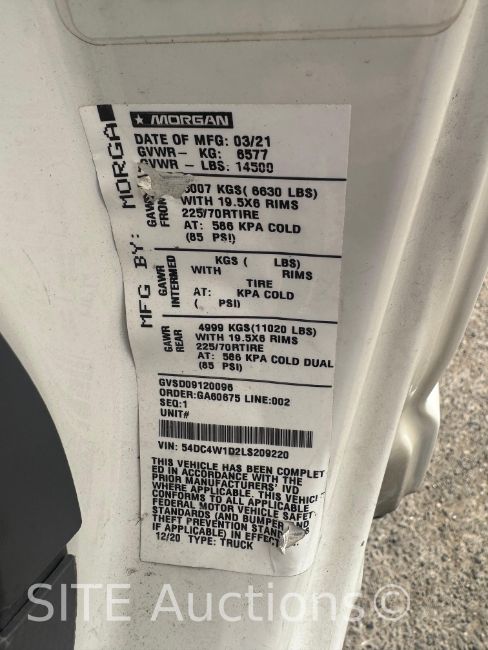 ★ MORGAN
MFG BY: MORGA
DATE OF MFG: 03/21
GVWR- KG: 6577
GVWR - LBS: 14500
GAWR FRON
3007 KGS( 6630 LBS)
WITH 19.5X6 RIMS
225/70RTIRE
AT: 586 KPA COLD
(85 PSI)
GAWR INTERMED
KGS ( LBS)
WITH RIMS
TIRE
AT: KPA COLD
( PSI)
GAWR REAR
4999 KGS(11020 LBS)
WITH 19.5X6 RIMS
225/70RTIRE
AT: 586 KPA COLD DUAL
(85 PSI)
GVSD09120096
ORDER:GA60675 LINE:002
SEQ:1
UNIT#
VIN: 54DC4W1D2LS209220
THIS VEHICLE HAS BEEN COMPLET
ED IN ACCORDANCE WITH THE
PRIOR MANUFACTURERS' IVD
WHERE APPLICABLE. THIS VEHIC
CONFORMS TO ALL APPLICABLE
FEDERAL MOTOR VEHICLE SAFET
STANDARDS (AND BUMPER AND
THEFT PREVENTION STANDA
IF APPLICABLE) IN EFFEC
12/20 TYPE: TRUCK
SITE Auctions©